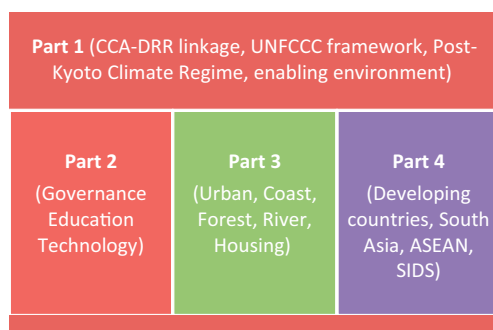 Part 1 (CCA-DRR linkage, UNFCCC framework, Post-
Kyoto Climate Regime, enabling environment)
Part 2
(Governance
Education
Technology)
Part 3
(Urban, Coast,
Forest, River,
Housing)
Part 4
(Developing
countries, South
Asia, ASEAN,
SIDS)